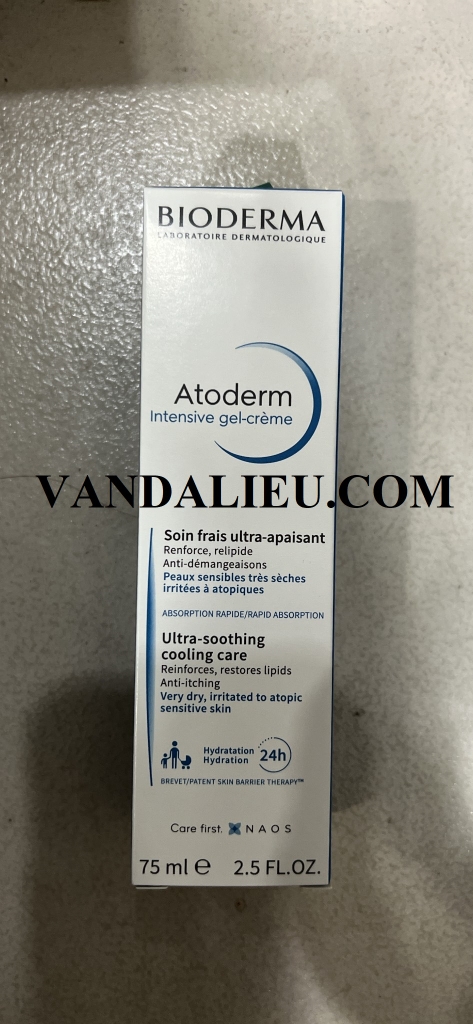 BIODERMA
LABORATOIRE DERMATOLOGIQUE
Atoderm
Intensive gel-crème
VANDALIEU.COM
Soin frais ultra-apaisant
Renforce, relipide
Anti-démangeaisons
Peaux sensibles très sèches
irritées à atopiques
ABSORPTION RAPIDE/RAPID ABSORPTION
Ultra-soothing
cooling care
Reinforces, restores lipids
Anti-itching
Very dry, irritated to atopic
sensitive skin
Hydratation
Hydration
24h
BREVET/PATENT SKIN BARRIER THERAPY™
Care first. NAOS
75 ml ℮ 2.5 FL.OZ.